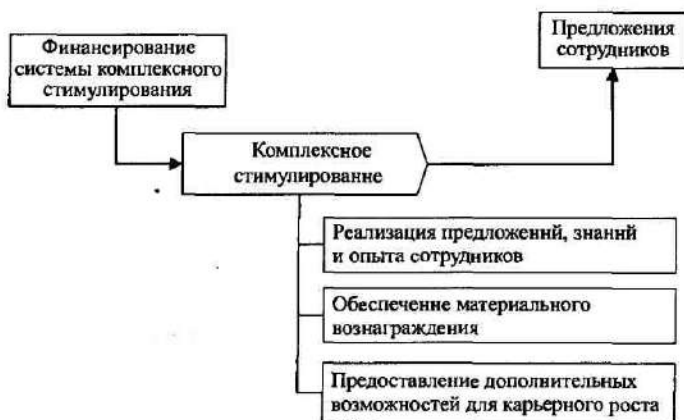 Финансирование
системы комплексного
стимулирования
Предложения
сотрудников
Комплексное
стимулирование
Реализация предложений, знаний
и опыта сотрудников
Обеспечение материального
вознаграждения
Предоставление дополнительных
возможностей для карьерного роста